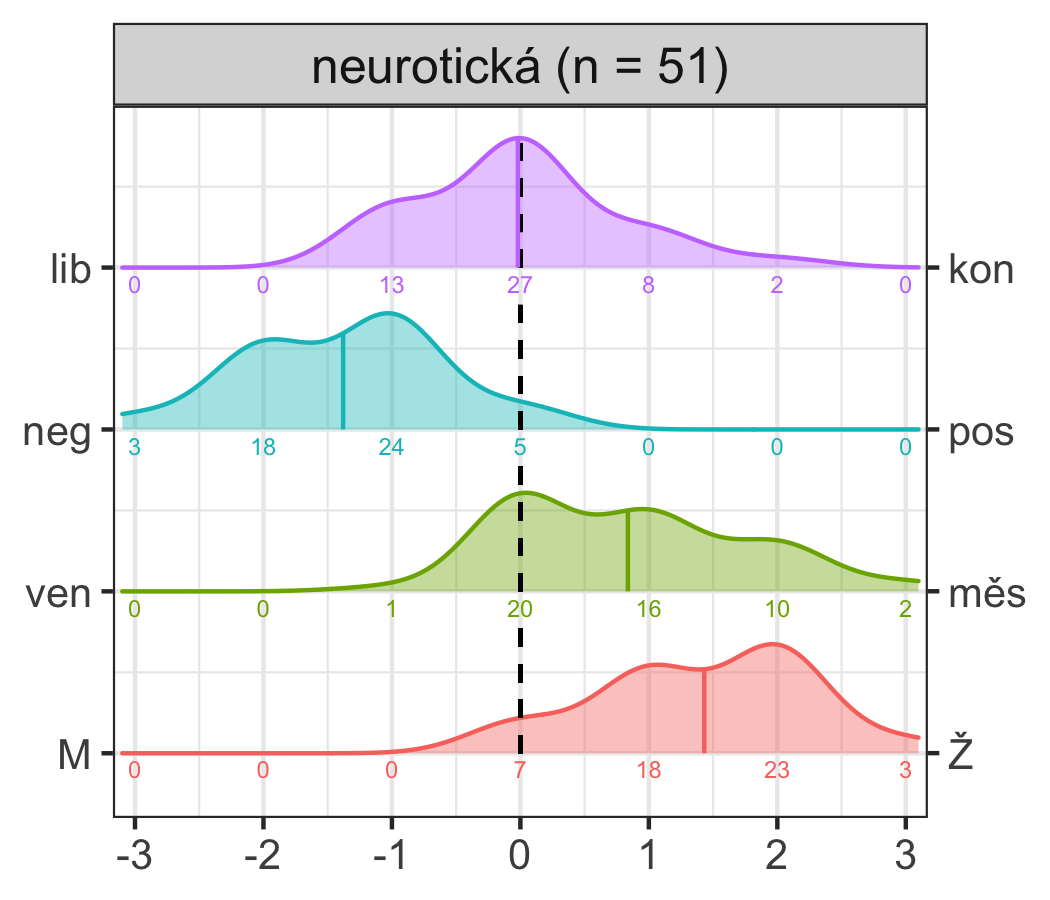 neurotická (n = 51)
lib kon
0 0 13 27 8 2 0
neg pos
3 18 24 5 0 0 0
ven měs
0 0 1 20 16 10 2
M Ž
0 0 0 7 18 23 3
-3 -2 -1 0 1 2 3